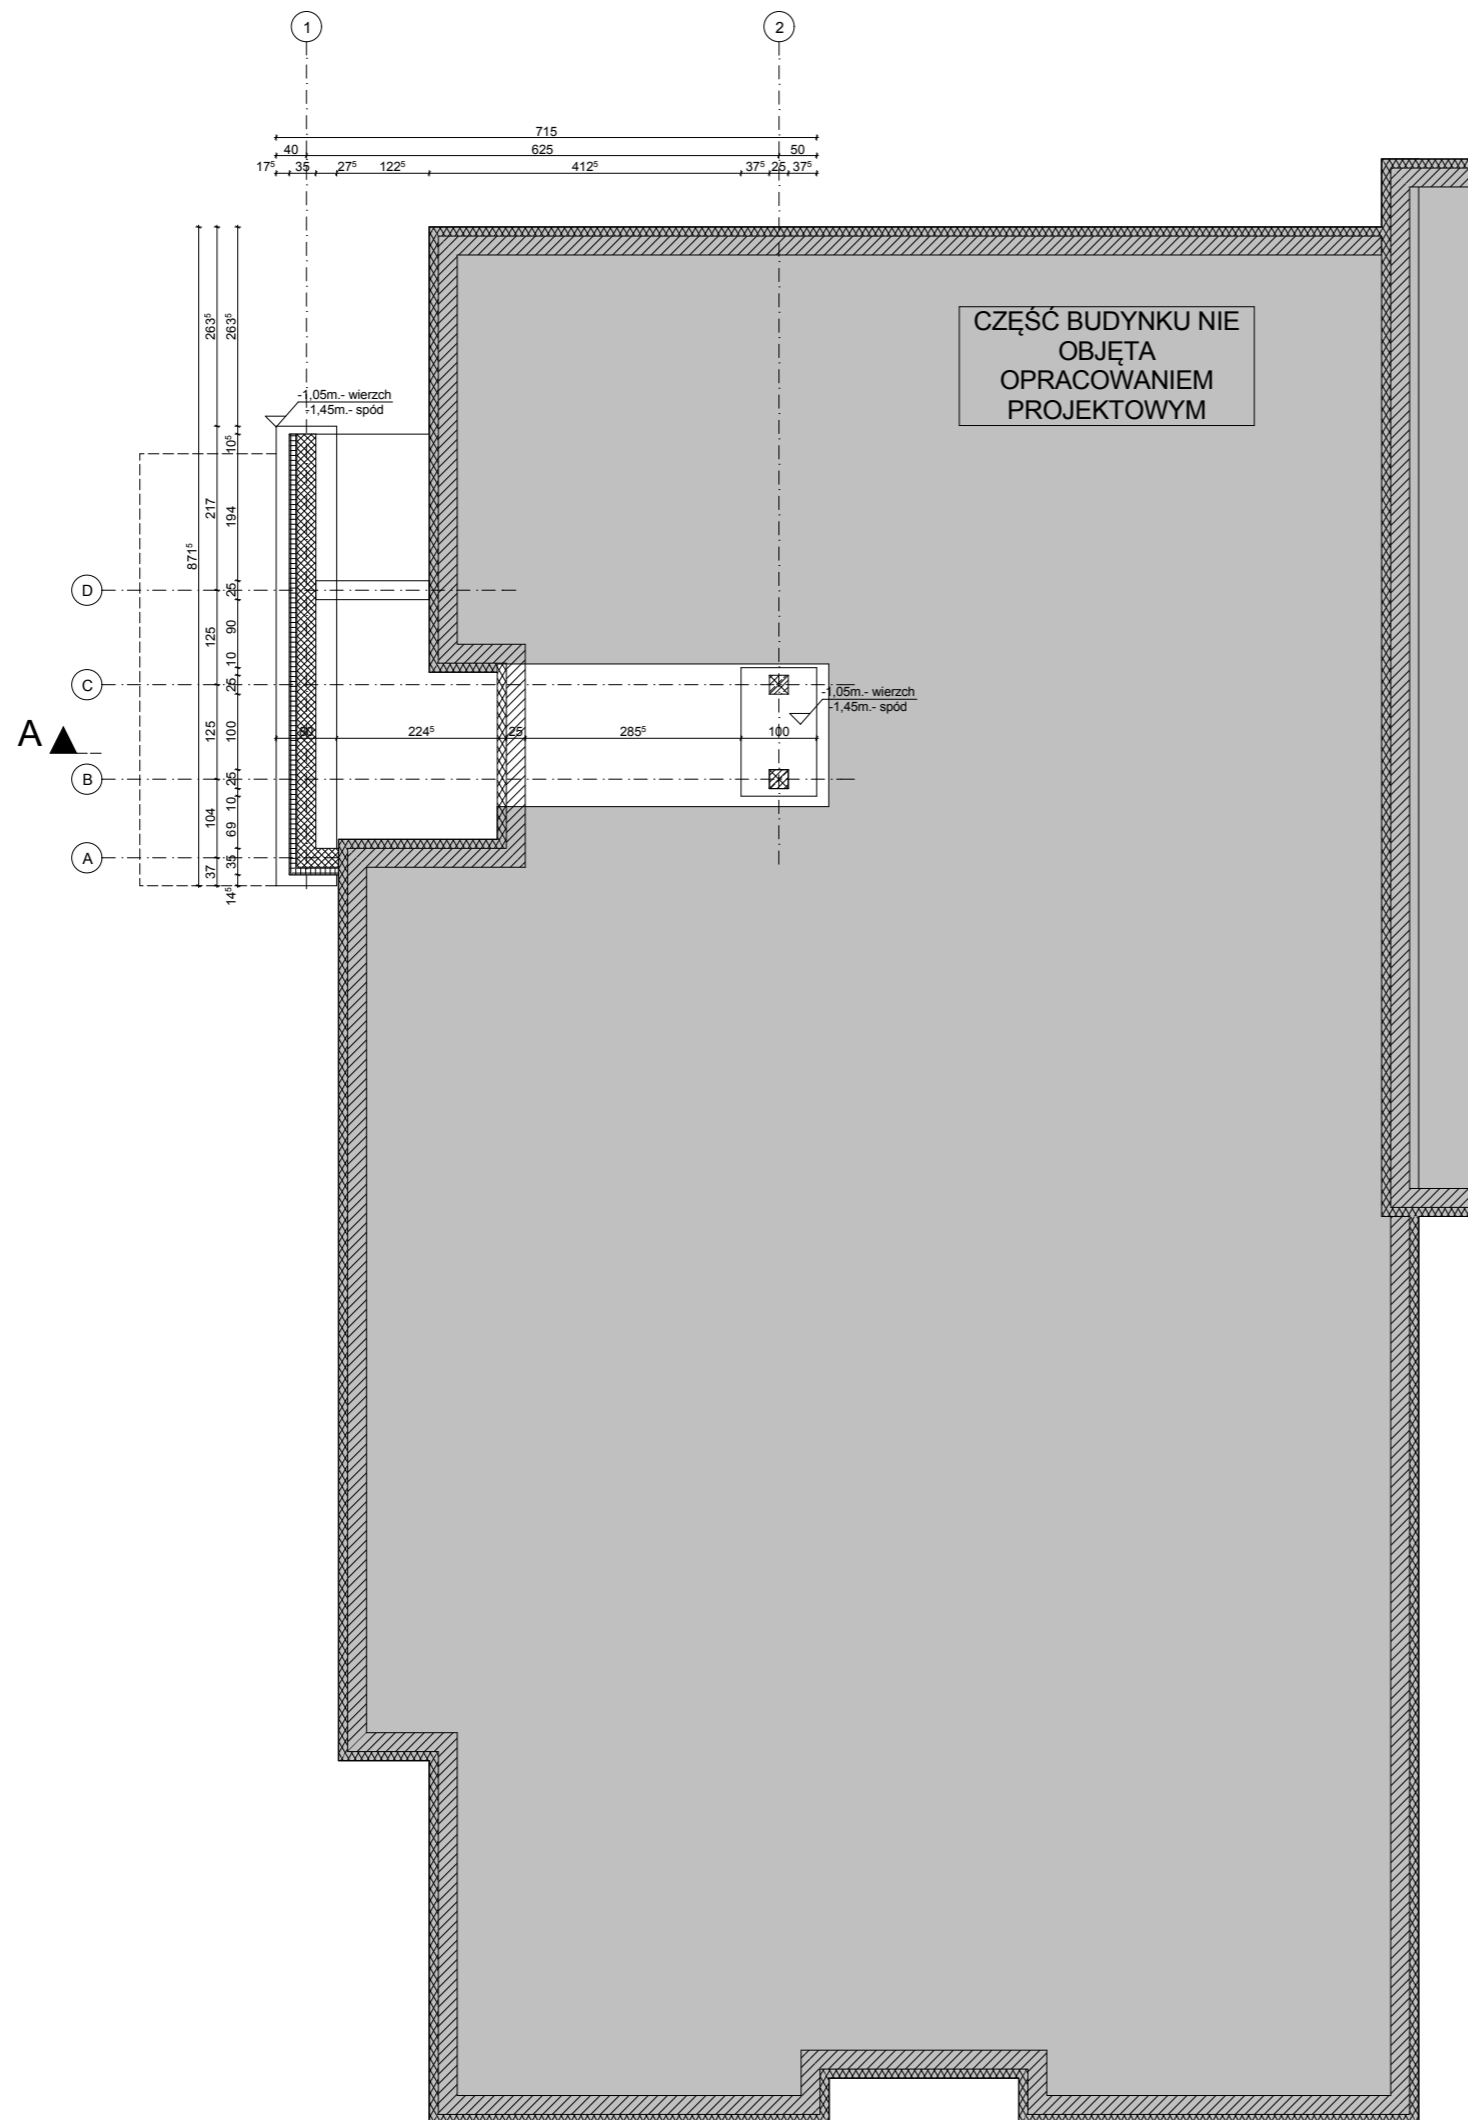 1
2
715
40 625 50
17⁵ 35 27⁵ 122⁵ 412⁵ 37⁵ 25 37⁵
CZĘŚĆ BUDYNKU NIE
OBJĘTA
OPRACOWANIEM
PROJEKTOWYM
-1,05m.- wierzch
-1,45m.- spód
871⁵
263⁵
217
125
125
104
37
263⁵
10⁵
194
25
90
10
25
100
25
10
69
35
14⁵
D
C
A
B
A
-1,05m.- wierzch
-1,45m.- spód
80 224⁵ 25 285⁵ 100